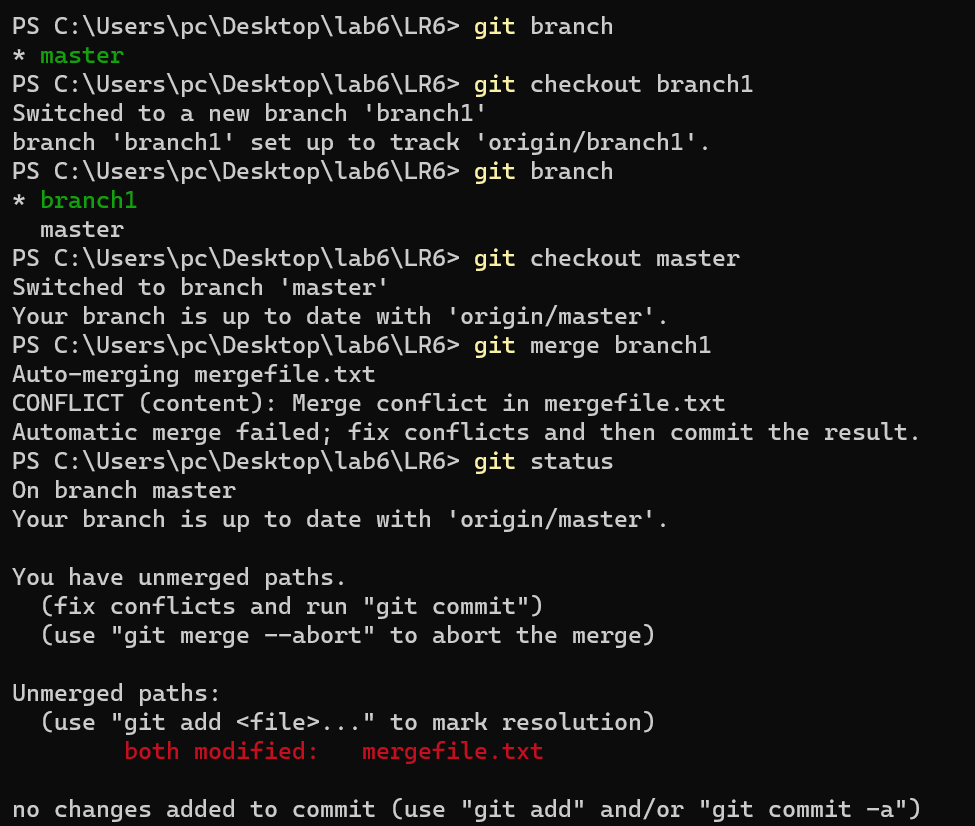 PS C:\Users\pc\Desktop\lab6\LR6> git branch
* master
PS C:\Users\pc\Desktop\lab6\LR6> git checkout branch1
Switched to a new branch 'branch1'
branch 'branch1' set up to track 'origin/branch1'.
PS C:\Users\pc\Desktop\lab6\LR6> git branch
* branch1
  master
PS C:\Users\pc\Desktop\lab6\LR6> git checkout master
Switched to branch 'master'
Your branch is up to date with 'origin/master'.
PS C:\Users\pc\Desktop\lab6\LR6> git merge branch1
Auto-merging mergefile.txt
CONFLICT (content): Merge conflict in mergefile.txt
Automatic merge failed; fix conflicts and then commit the result.
PS C:\Users\pc\Desktop\lab6\LR6> git status
On branch master
Your branch is up to date with 'origin/master'.

You have unmerged paths.
  (fix conflicts and run "git commit")
  (use "git merge --abort" to abort the merge)

Unmerged paths:
  (use "git add <file>..." to mark resolution)
        both modified:   mergefile.txt

no changes added to commit (use "git add" and/or "git commit -a")